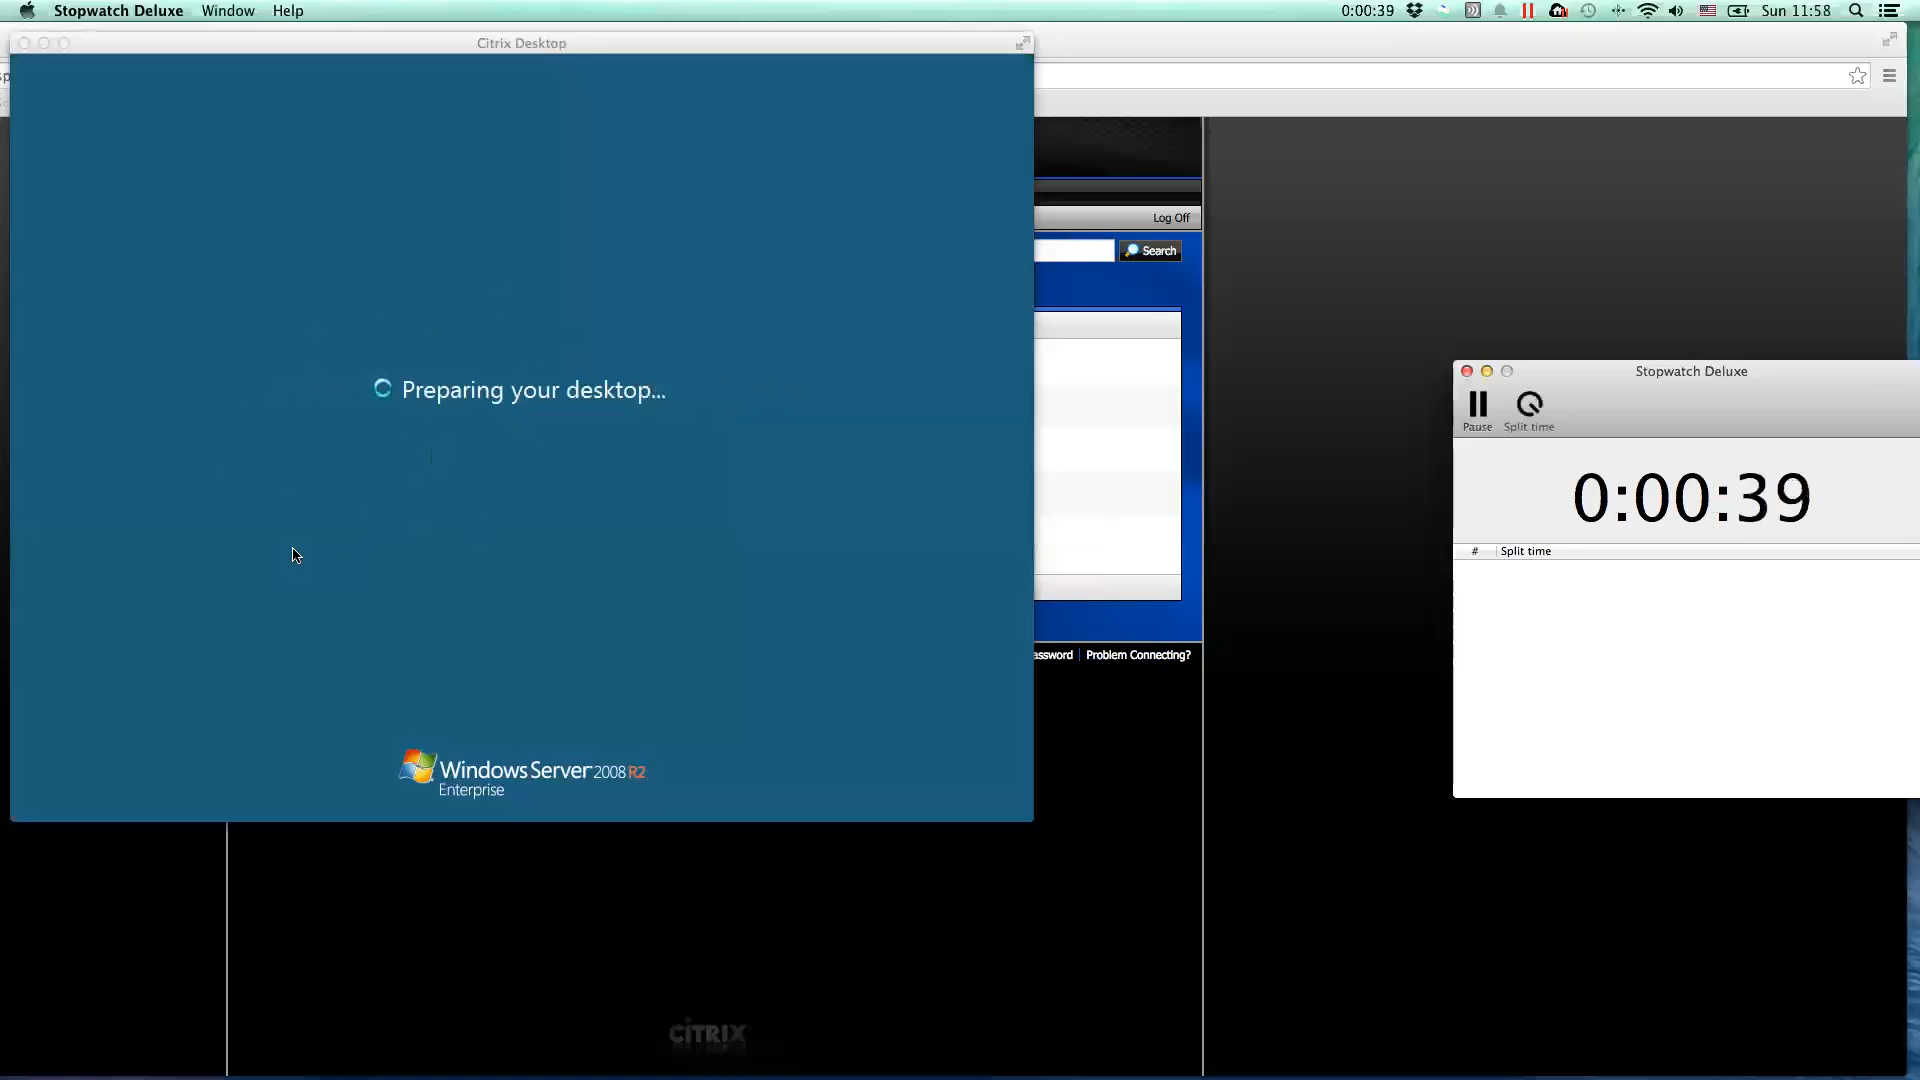 Stopwatch Deluxe Window Help
0:00:39 Sun 11:58
Citrix Desktop
Log Off
Search
Preparing your desktop...
Stopwatch Deluxe
Pause Split time
0:00:39
# Split time
Problem Connecting?
Windows Server 2008 R2
Enterprise
CITRIX